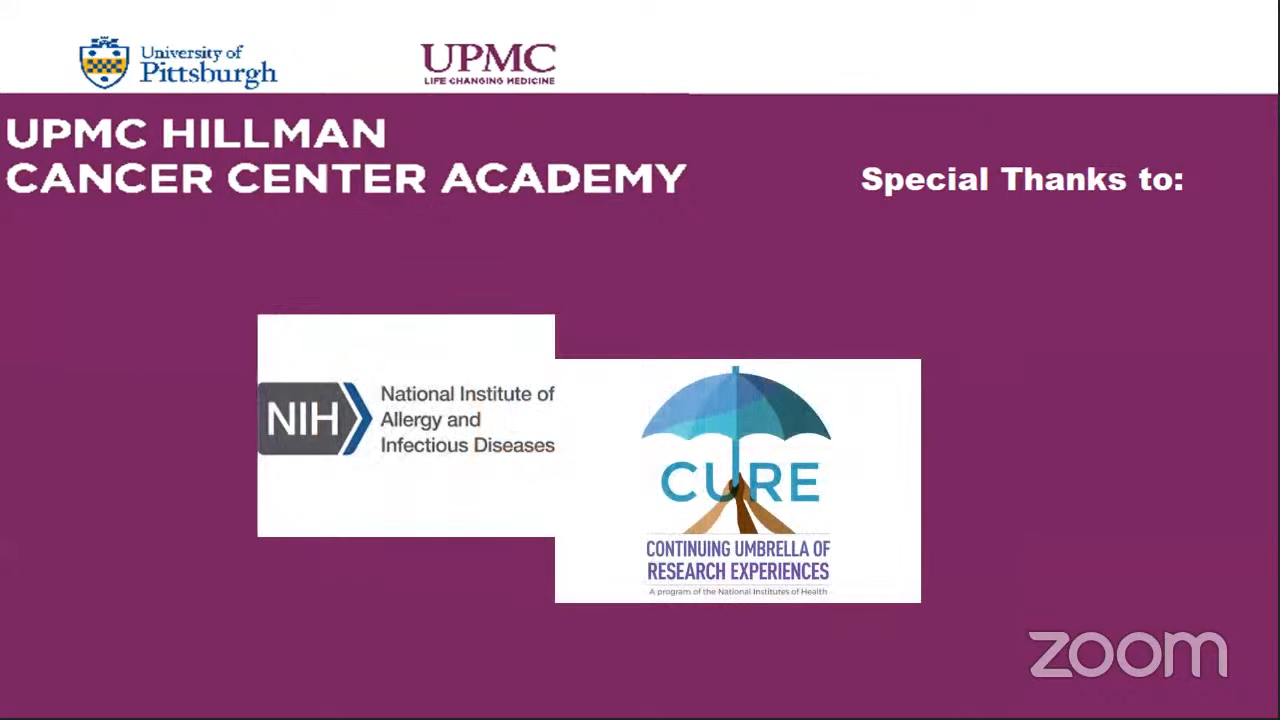 University of
Pittsburgh
UPMC
LIFE CHANGING MEDICINE
UPMC HILLMAN
CANCER CENTER ACADEMY
Special Thanks to:
NIH
National Institute of
Allergy and
Infectious Diseases
CURE
CONTINUING UMBRELLA OF
RESEARCH EXPERIENCES
A program of the National Institutes of Health
zoom